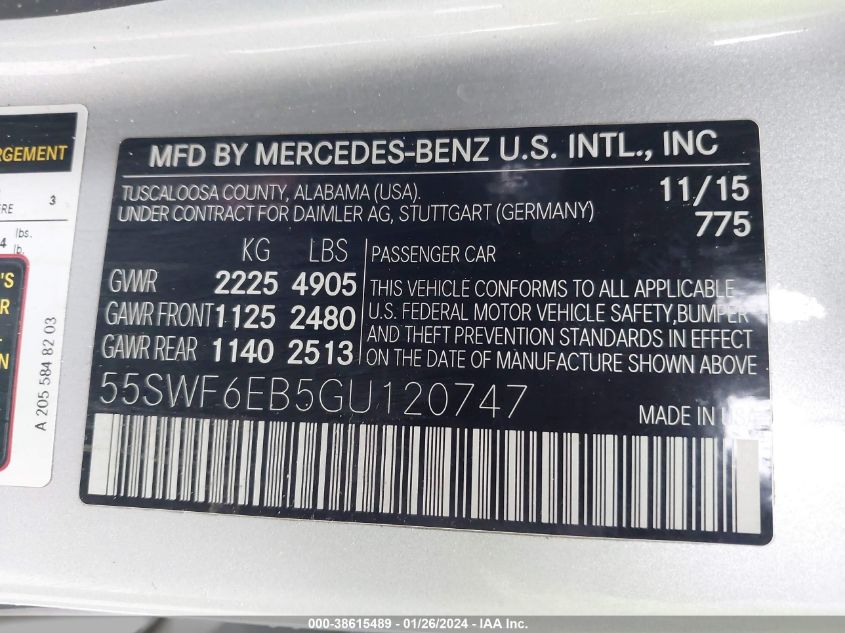 RGEMENT
3
lbs.
lb.
A 205 584 82 03
MFD BY MERCEDES-BENZ U.S. INTL., INC
TUSCALOOSA COUNTY, ALABAMA (USA). 11/15
UNDER CONTRACT FOR DAIMLER AG, STUTTGART (GERMANY) 775
KG LBS
GVWR 2225 4905
GAWR FRONT 1125 2480
GAWR REAR 1140 2513
PASSENGER CAR
THIS VEHICLE CONFORMS TO ALL APPLICABLE
U.S. FEDERAL MOTOR VEHICLE SAFETY,BUMPER
AND THEFT PREVENTION STANDARDS IN EFFECT
ON THE DATE OF MANUFACTURE SHOWN ABOVE
55SWF6EB5GU120747
MADE IN
000-38615489 - 01/26/2024 - IAA Inc.